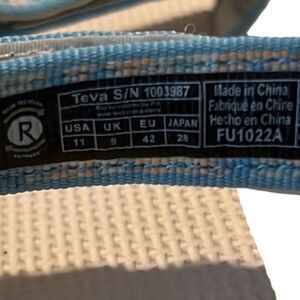 Teva S/N 1003987
USA UK EU JAPAN
11 9 42 28
Made in China
Fabriqué en Chine
Hecho en China
FU1022A
R